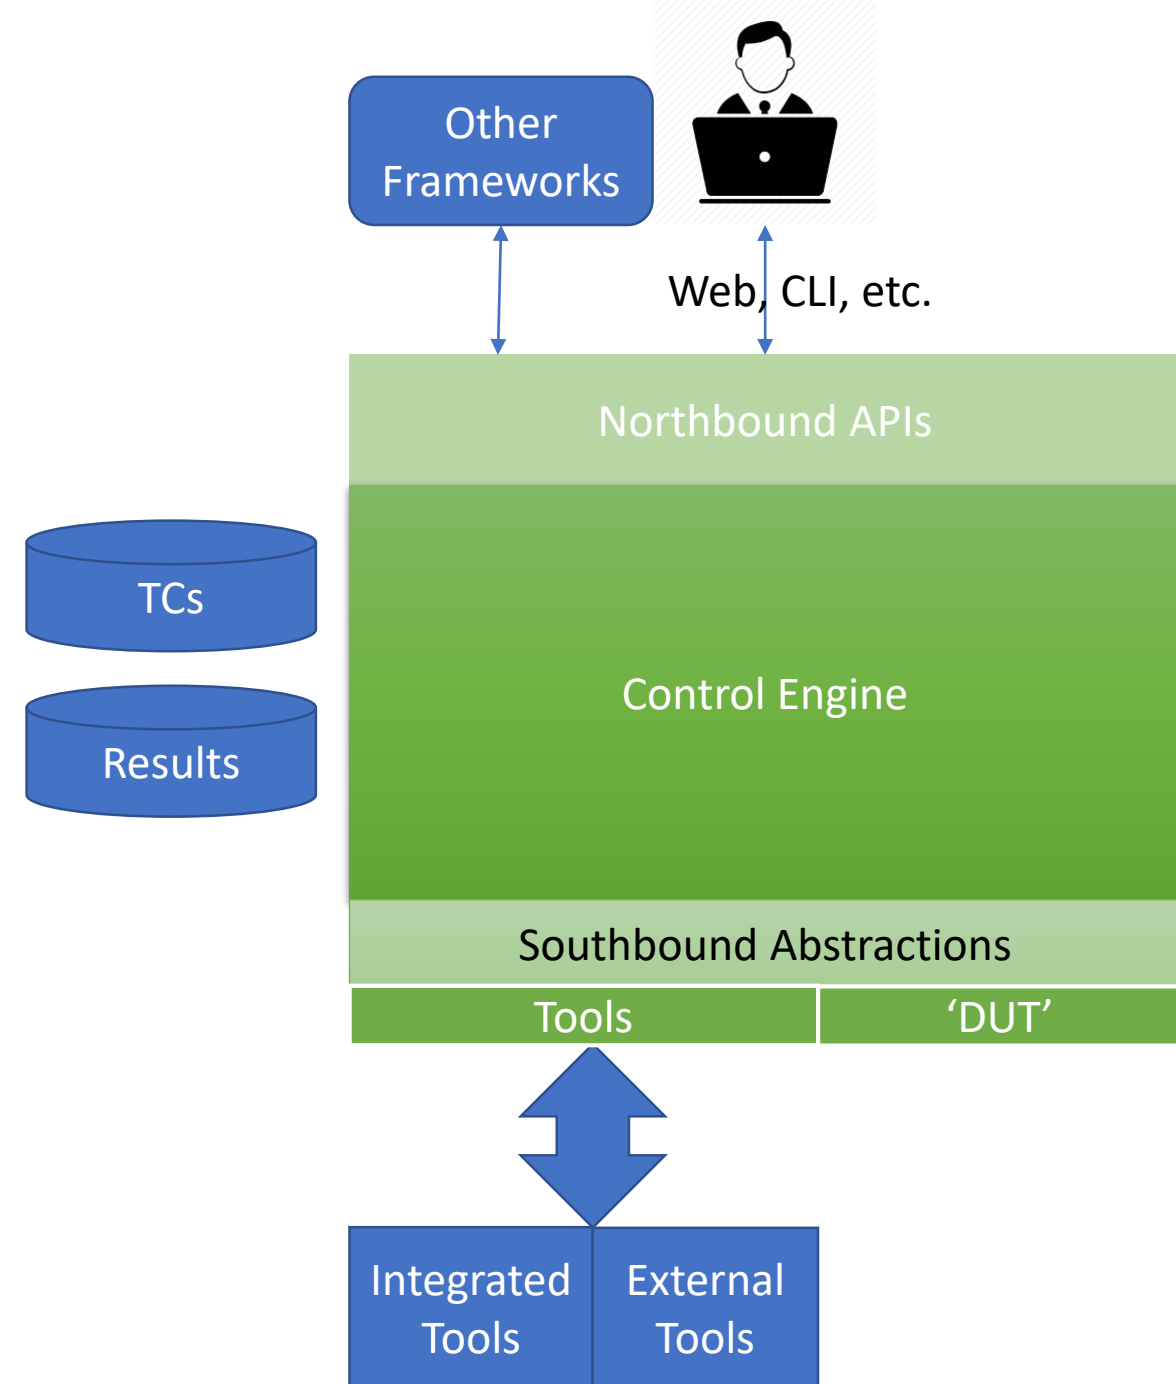 Other
Frameworks
Web, CLI, etc.
Northbound APIs
TCs
Control Engine
Results
Southbound Abstractions
Tools
‘DUT’
Integrated
Tools
External
Tools